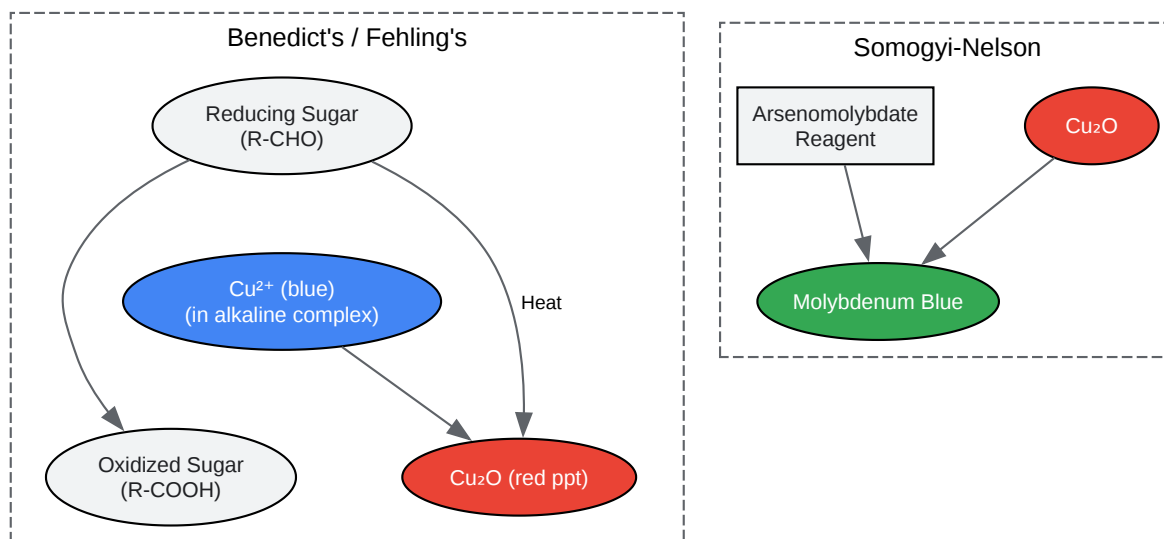 Benedict's / Fehling's
Reducing Sugar
(R-CHO)
Cu²⁺ (blue)
(in alkaline complex)
Heat
Oxidized Sugar
(R-COOH)
Cu₂O (red ppt)
Somogyi-Nelson
Arsenomolybdate
Reagent
Cu₂O
Molybdenum Blue